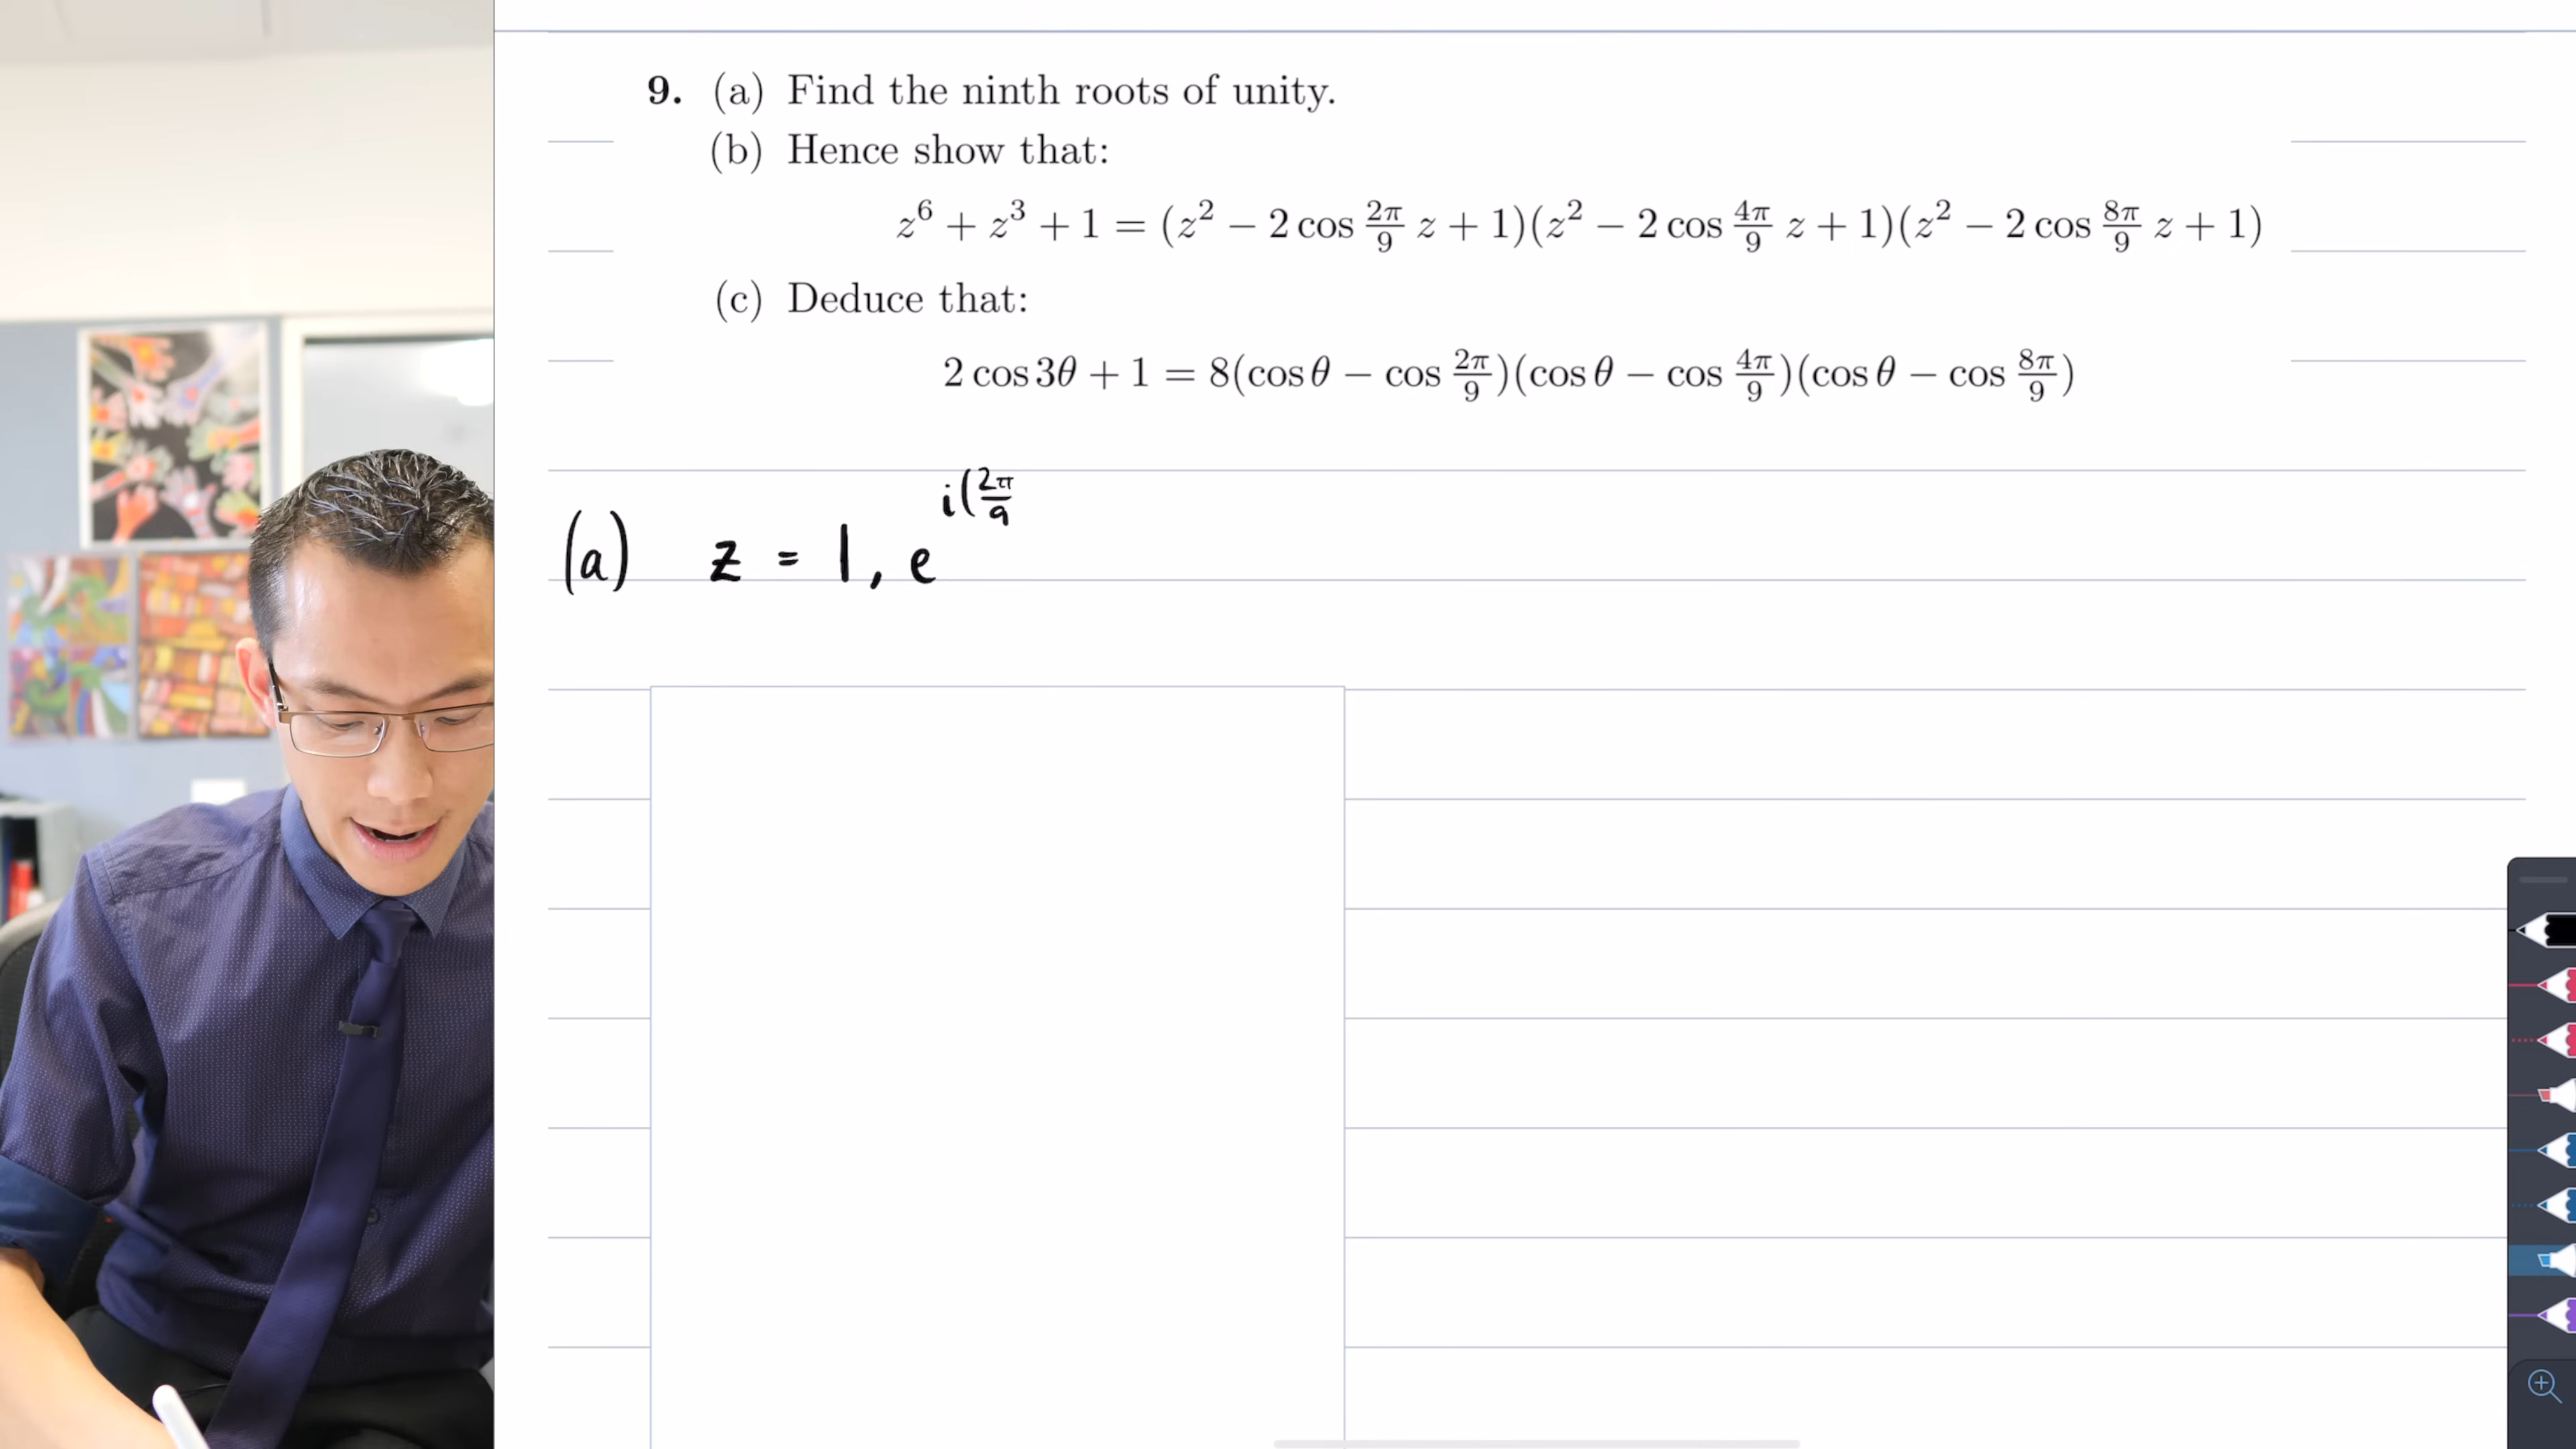 9. (a) Find the ninth roots of unity.
(b) Hence show that:
z⁶ + z³ + 1 = (z² − 2 cos 2π/9 z + 1)(z² − 2 cos 4π/9 z + 1)(z² − 2 cos 8π/9 z + 1)
(c) Deduce that:
2 cos 3θ + 1 = 8(cos θ − cos 2π/9)(cos θ − cos 4π/9)(cos θ − cos 8π/9)
(a) z = 1, e^i(2π/9